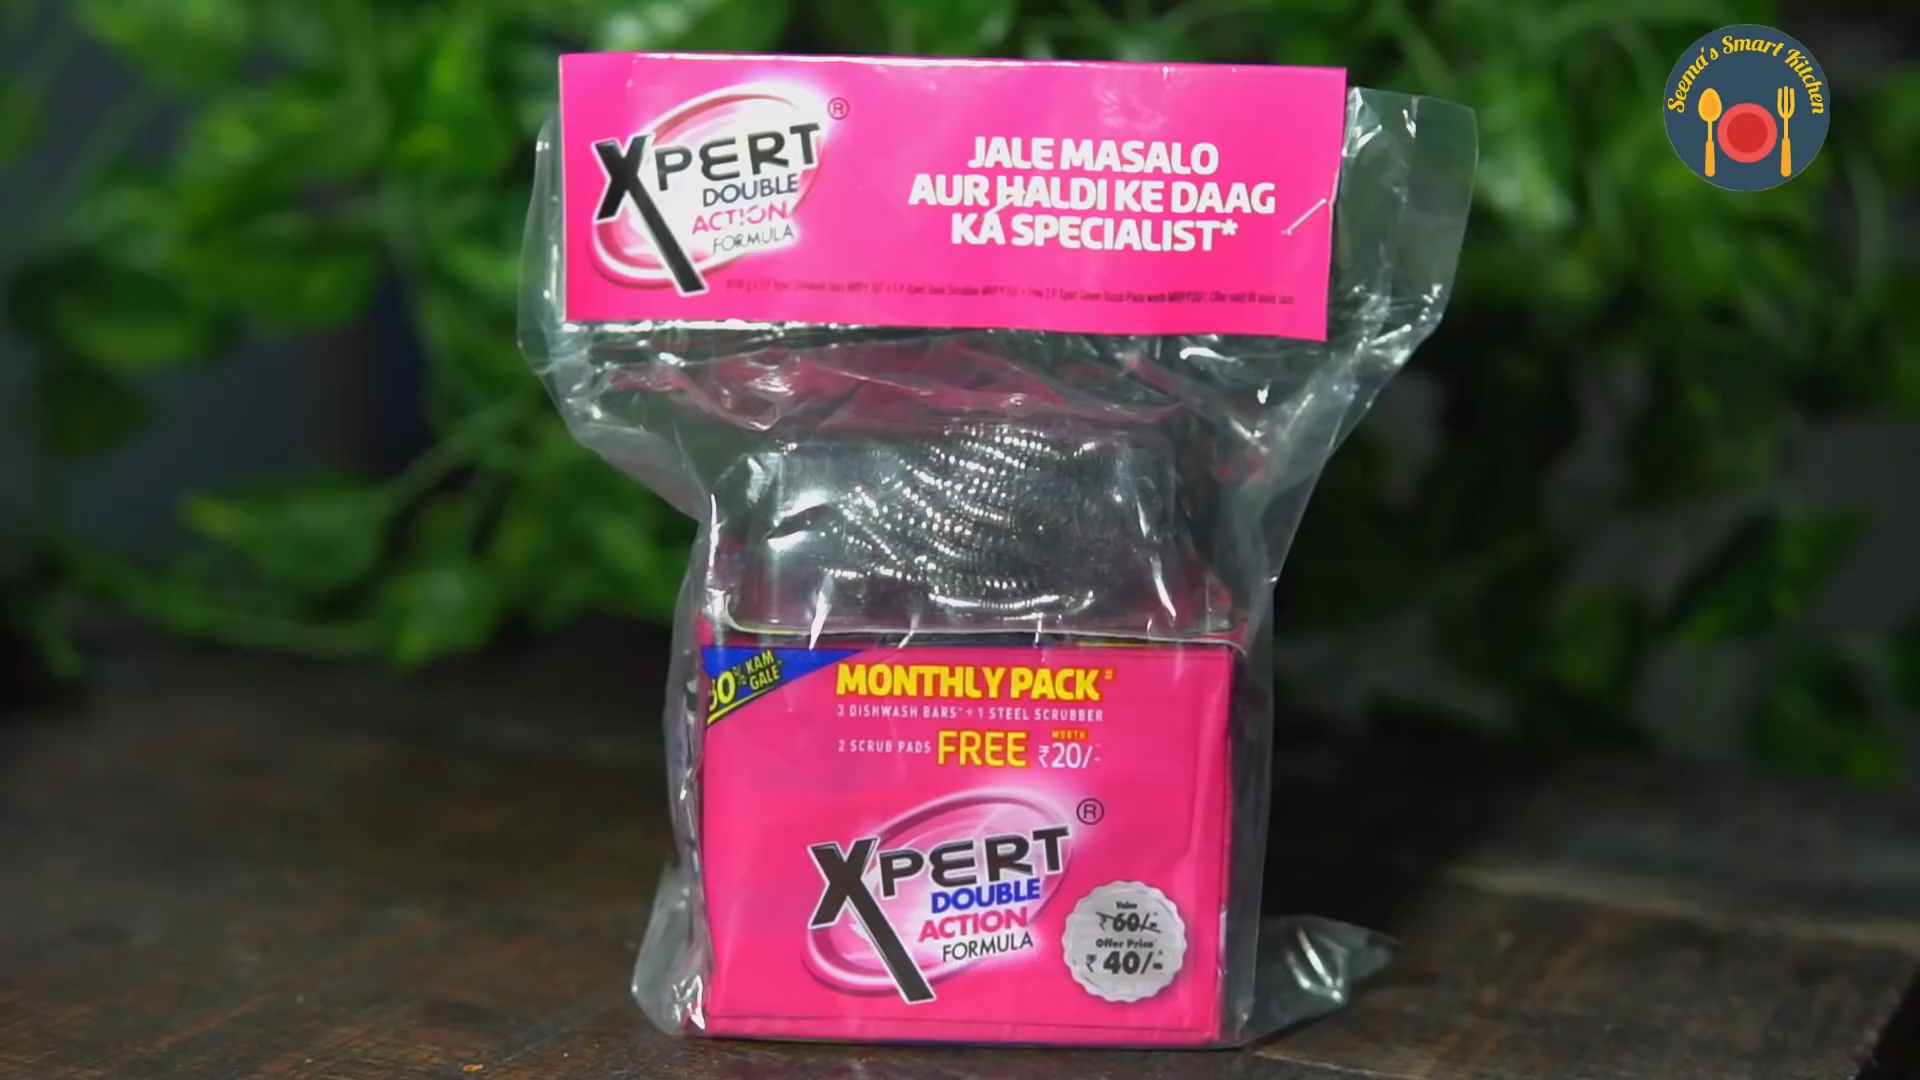 Seema's Smart Kitchen
XPERT
®
DOUBLE
ACTION
FORMULA
JALE MASALO
AUR HALDI KE DAAG
KA SPECIALIST*
KAM
GALE
MONTHLY PACK
3 DISHWASH BARS + 1 STEEL SCRUBBER
2 SCRUB PADS FREE WORTH ₹20/-
XPERT
®
DOUBLE
ACTION
FORMULA
Value
₹60/-
Offer Price
₹40/-